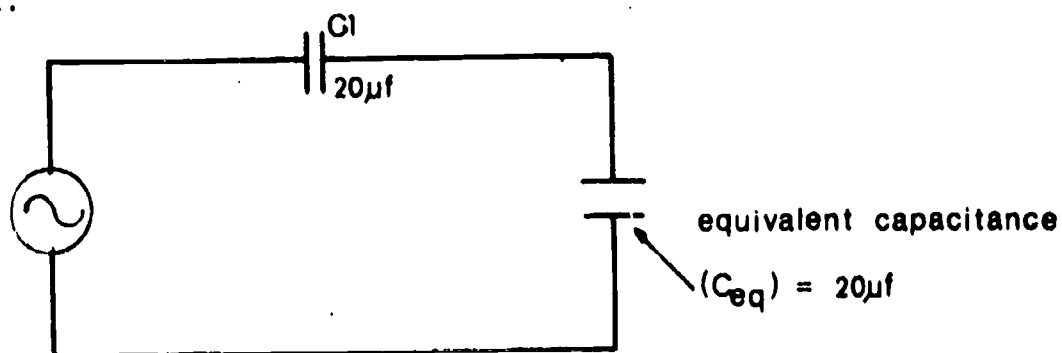 C1
20µf
equivalent capacitance
(Ceq) = 20µf